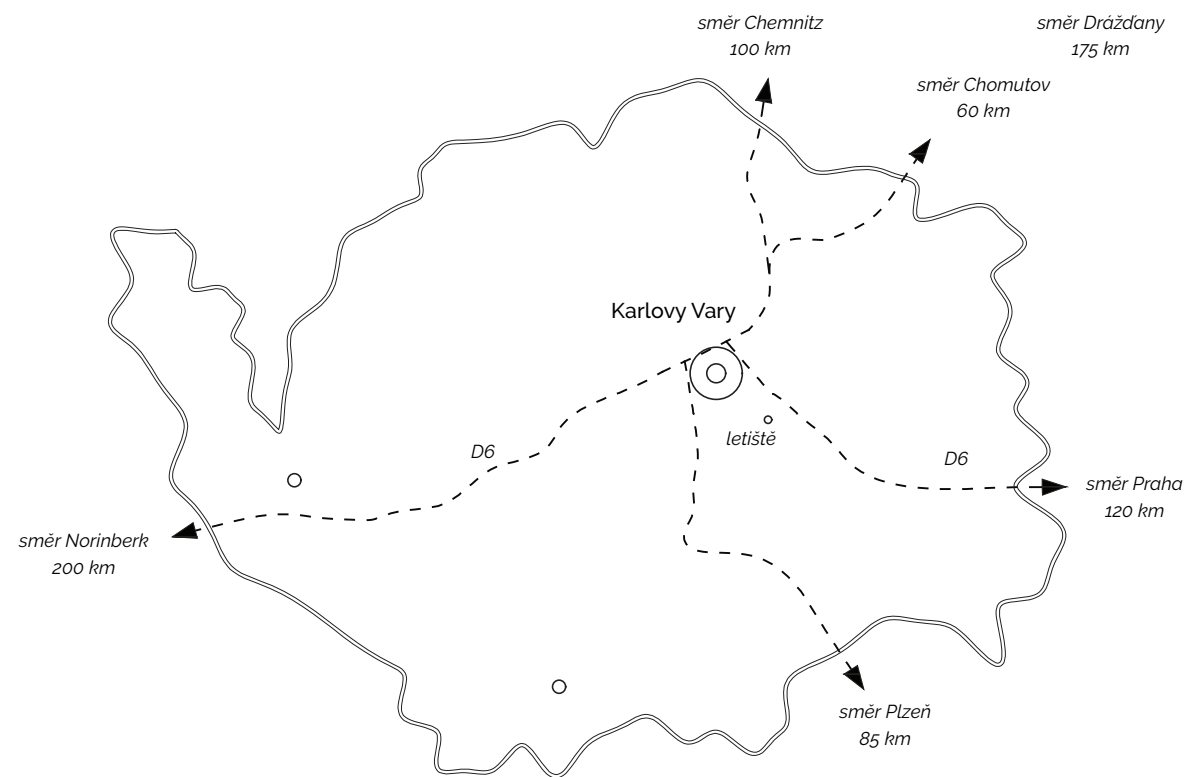 směr Chemnitz
100 km
směr Drážďany
175 km
směr Chomutov
60 km
Karlovy Vary
letiště
D6
D6
směr Praha
120 km
směr Norinberk
200 km
směr Plzeň
85 km